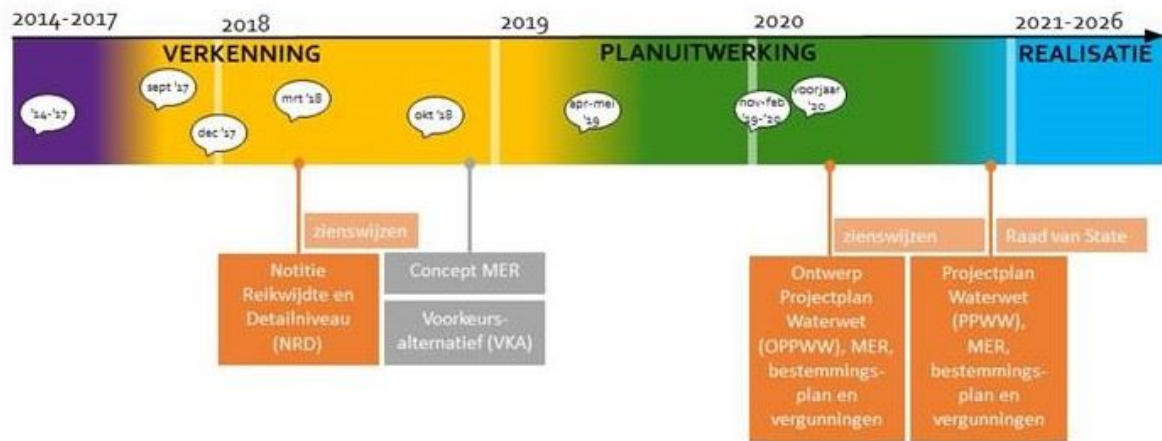 2014-2017
2018
2019
2020
2021-2026
VERKENNING
PLANUITWERKING
REALISATIE
'14-'17
sept '17
dec '17
mrt '18
okt '18
apr-mei
'19
nov-feb
'19-'20
voorjaar
'20
zienswijzen
Notitie
Reikwijdte en
Detailniveau
(NRD)
Concept MER
Voorkeurs-
alternatief (VKA)
zienswijzen
Ontwerp
Projectplan
Waterwet
(OPPWW), MER,
bestemmings-
plan en
vergunningen
Raad van State
Projectplan
Waterwet
(PPWW),
MER,
bestemmings-
plan en
vergunningen